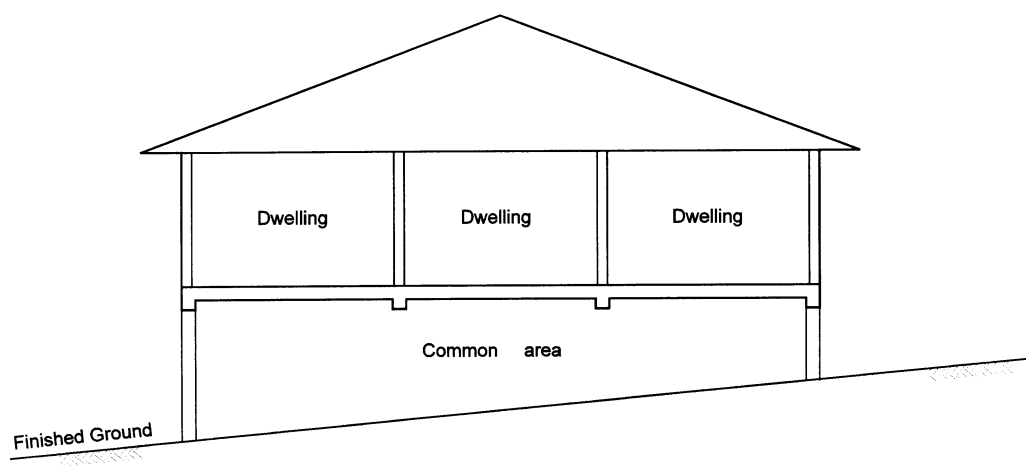 Dwelling
Dwelling
Dwelling
Common area
Finished Ground